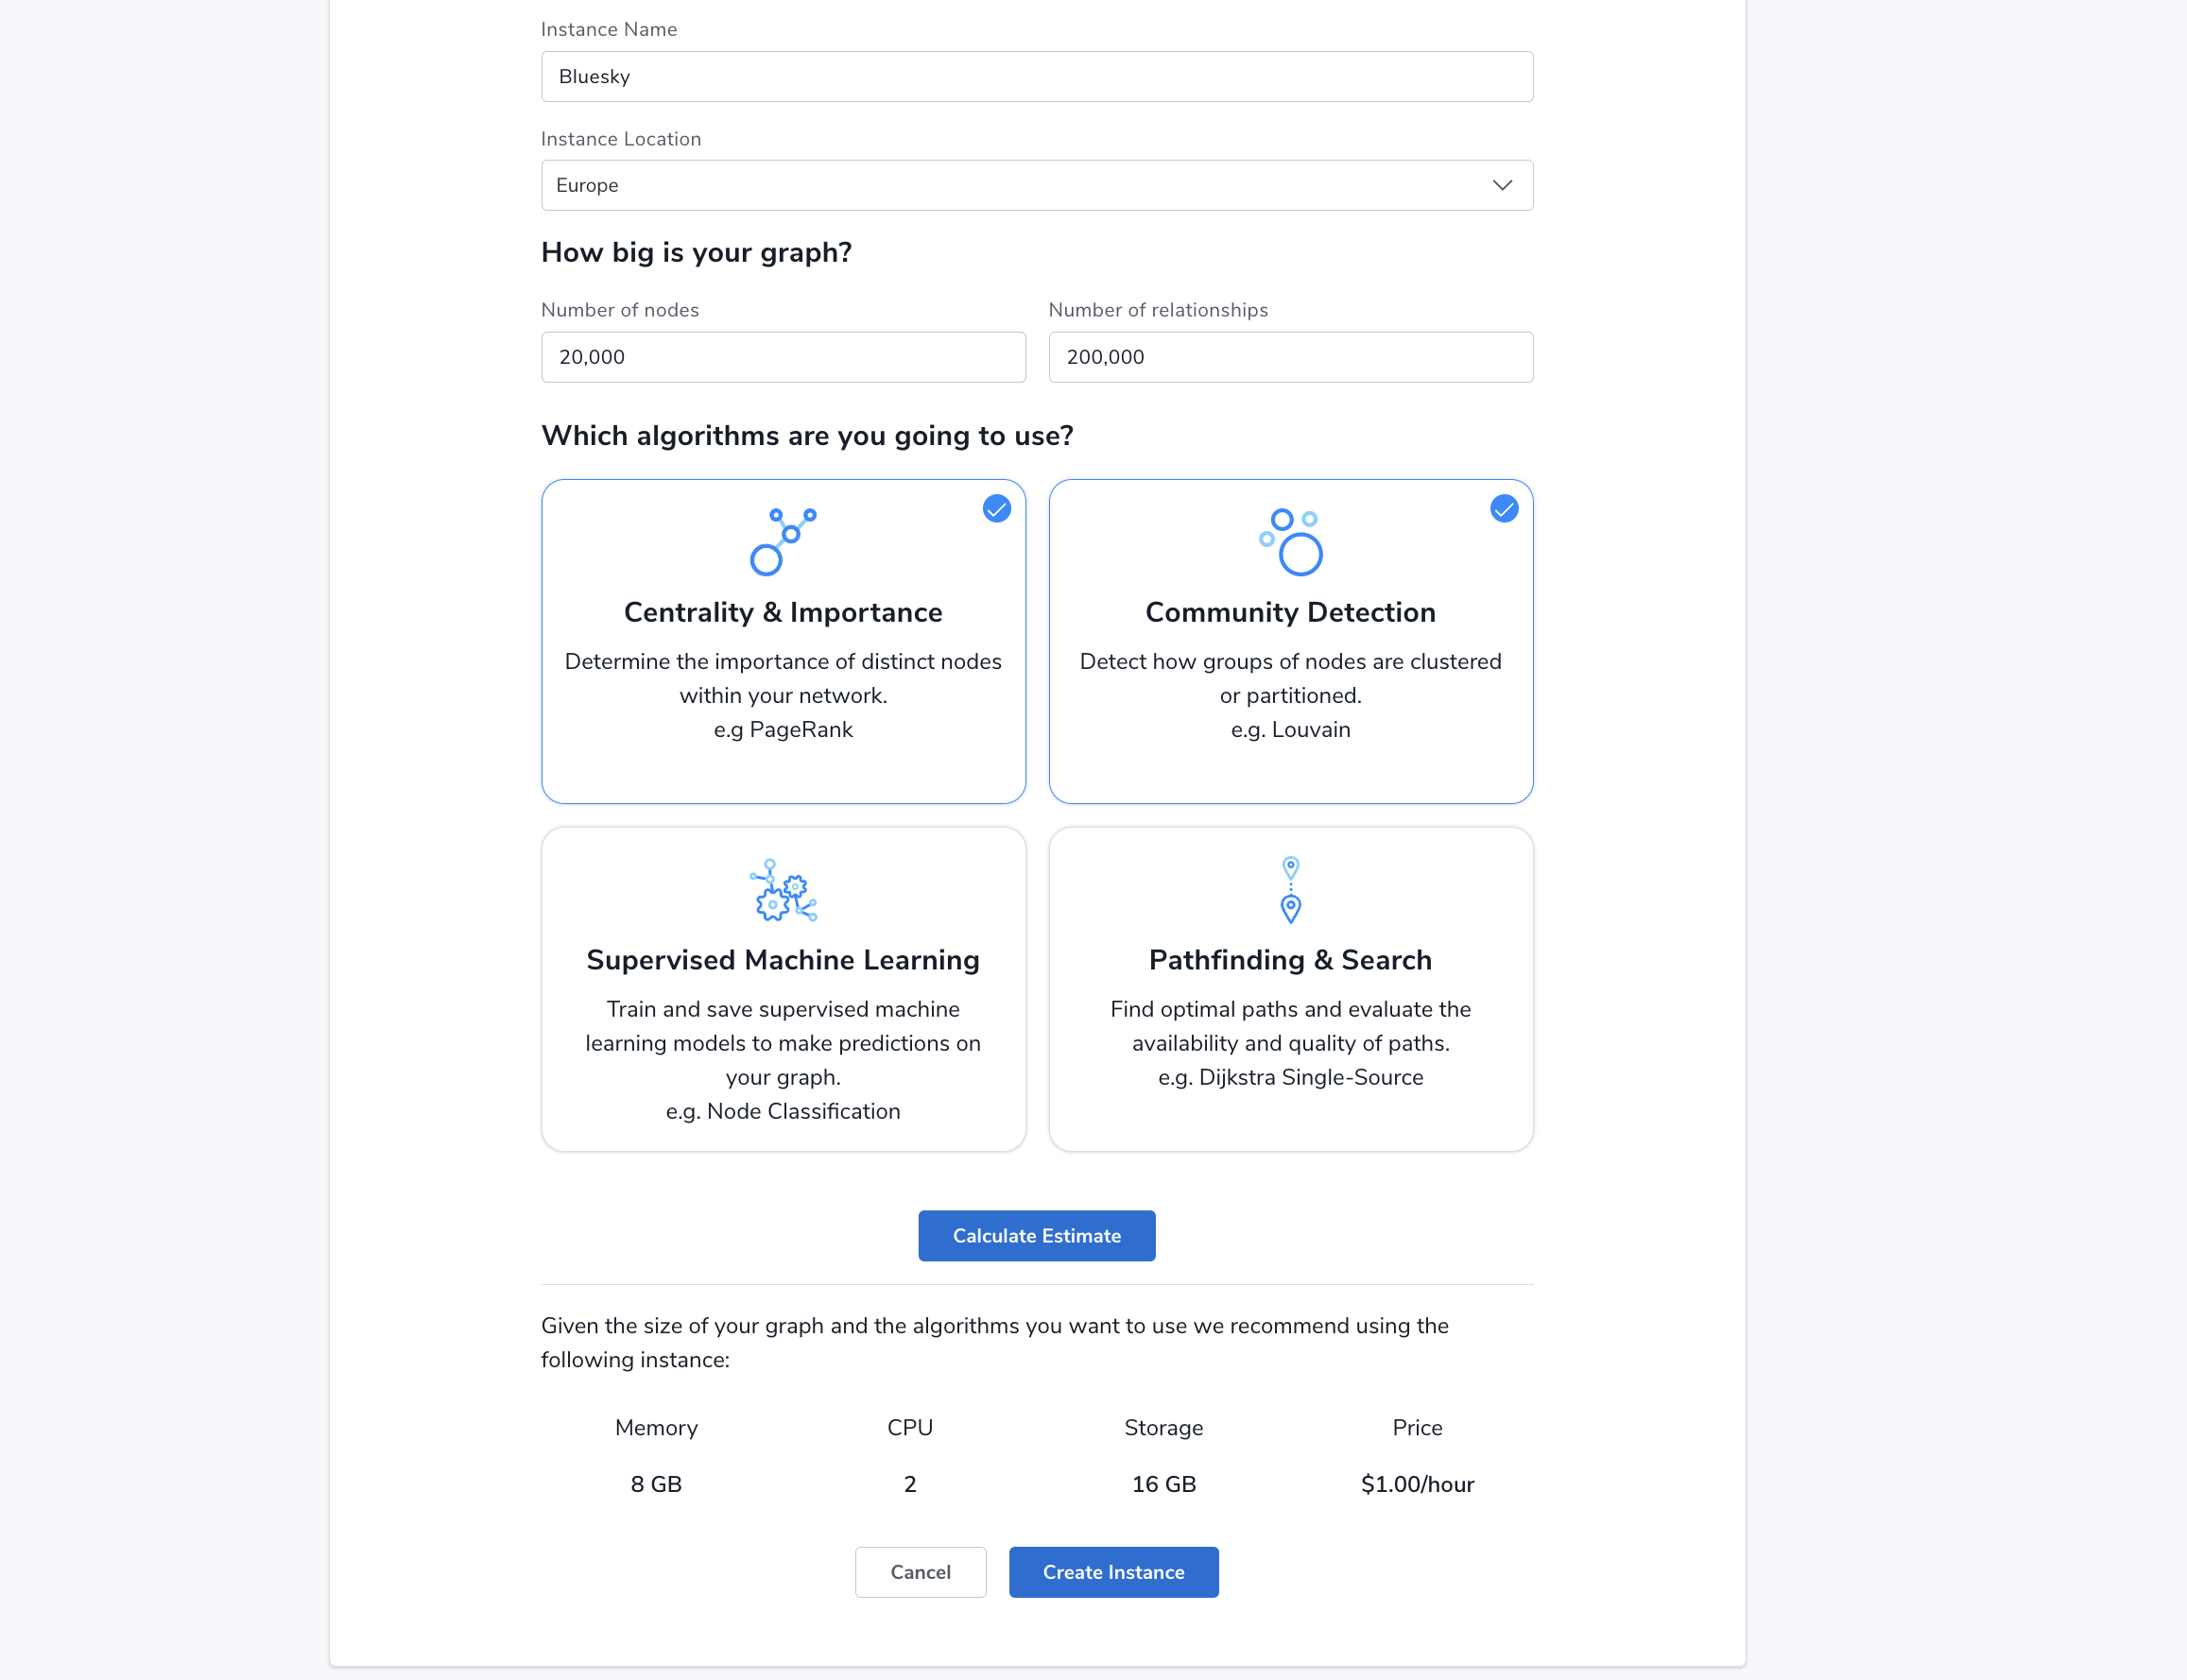 Instance Name
Bluesky
Instance Location
Europe
How big is your graph?
Number of nodes
Number of relationships
20,000
200,000
Which algorithms are you going to use?
Centrality & Importance
Determine the importance of distinct nodes
within your network.
e.g PageRank
Community Detection
Detect how groups of nodes are clustered
or partitioned.
e.g. Louvain
Supervised Machine Learning
Train and save supervised machine
learning models to make predictions on
your graph.
e.g. Node Classification
Pathfinding & Search
Find optimal paths and evaluate the
availability and quality of paths.
e.g. Dijkstra Single-Source
Calculate Estimate
Given the size of your graph and the algorithms you want to use we recommend using the
following instance:
Memory CPU Storage Price
8 GB 2 16 GB $1.00/hour
Cancel Create Instance